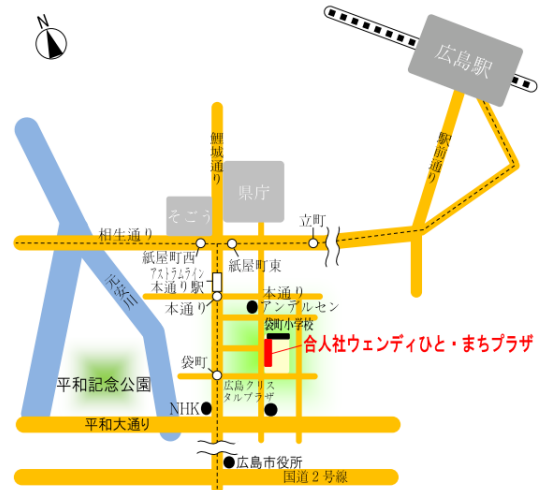 N
広島駅
駅前通り
鯉城通り
県庁
そごう
立町
相生通り
紙屋町西
紙屋町東
アストラムライン
本通り駅
元安川
本通り
本通り
アンデルセン
袋町小学校
合人社ウェンディひと・まちプラザ
袋町
平和記念公園
広島クリス
タルプラザ
NHK
平和大通り
広島市役所
国道2号線